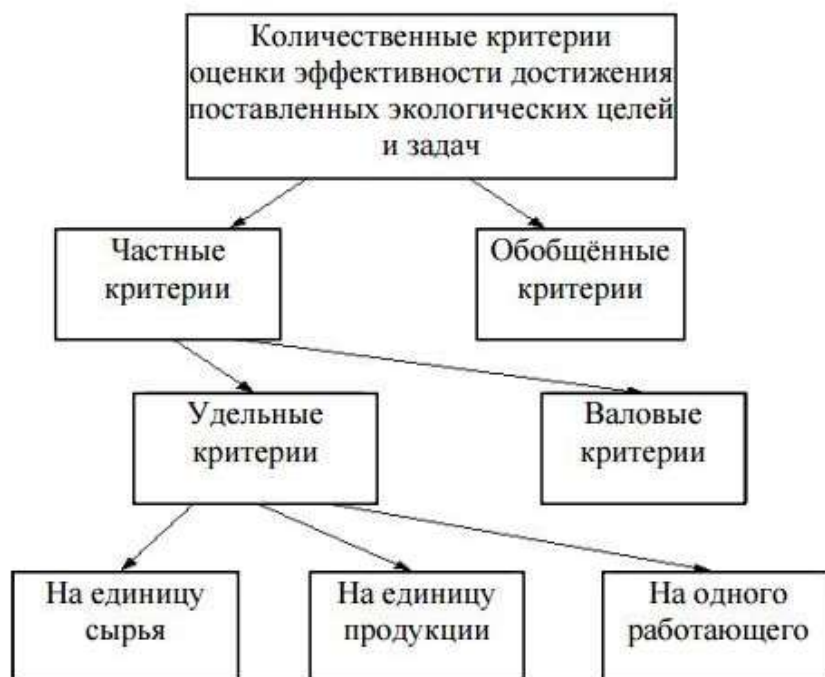 Количественные критерии
оценки эффективности достижения
поставленных экологических целей
и задач
Частные
критерии
Обобщённые
критерии
Удельные
критерии
Валовые
критерии
На единицу
сырья
На единицу
продукции
На одного
работающего